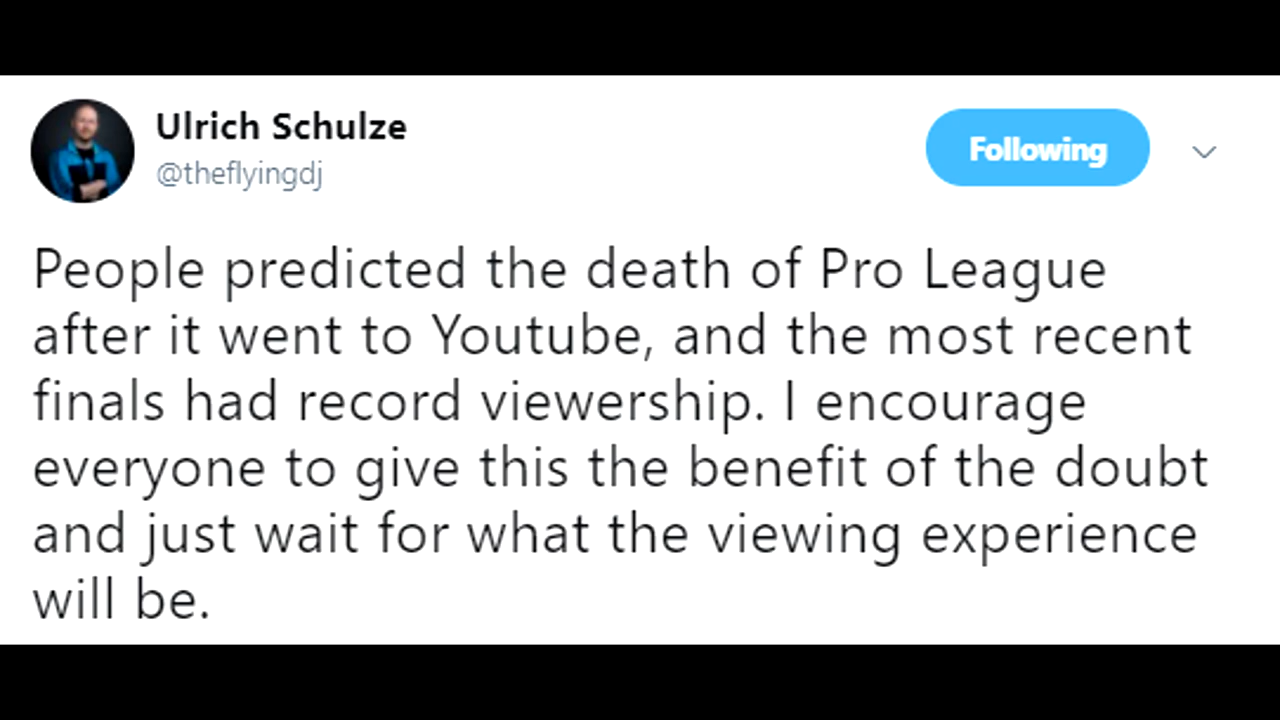 Ulrich Schulze
@theflyingdj
Following
People predicted the death of Pro League
after it went to Youtube, and the most recent
finals had record viewership. I encourage
everyone to give this the benefit of the doubt
and just wait for what the viewing experience
will be.